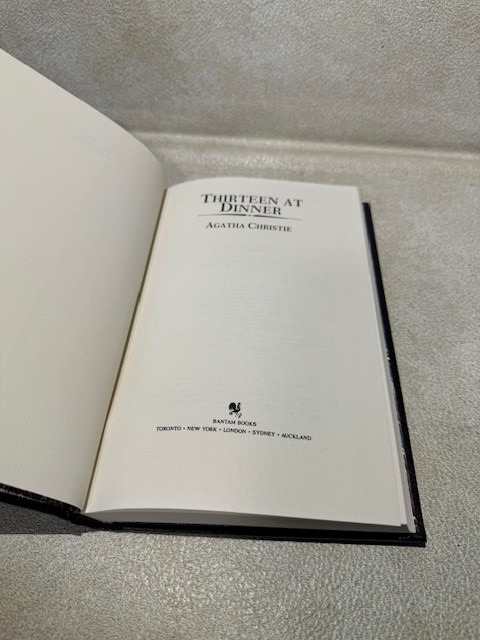 THIRTEEN AT
DINNER
AGATHA CHRISTIE
BANTAM BOOKS
TORONTO • NEW YORK • LONDON • SYDNEY • AUCKLAND